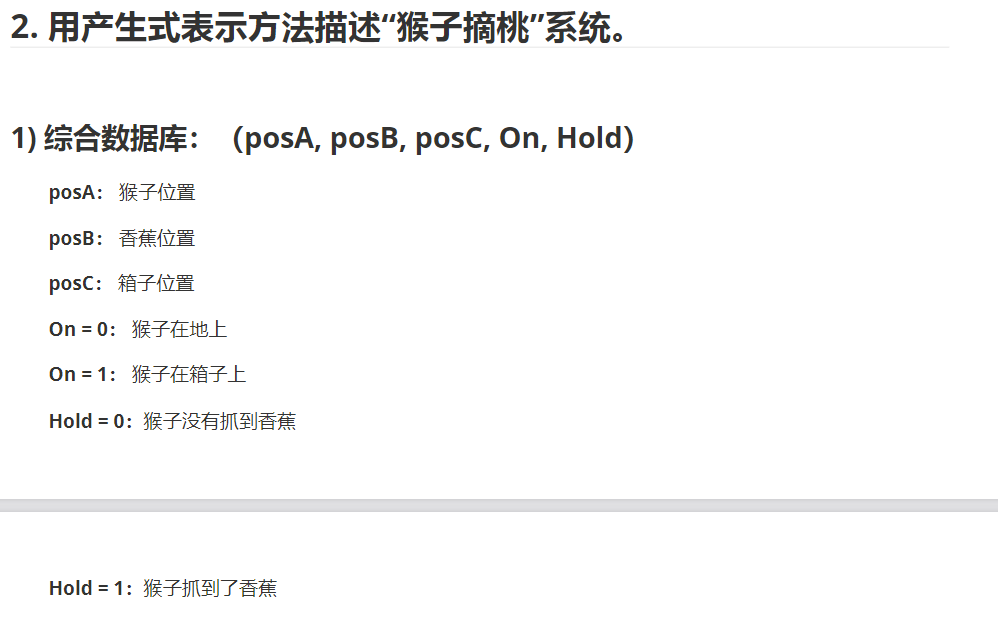 2. 用产生式表示方法描述“猴子摘桃”系统。
1) 综合数据库：（posA, posB, posC, On, Hold）
posA： 猴子位置
posB： 香蕉位置
posC： 箱子位置
On = 0： 猴子在地上
On = 1： 猴子在箱子上
Hold = 0：猴子没有抓到香蕉
Hold = 1：猴子抓到了香蕉